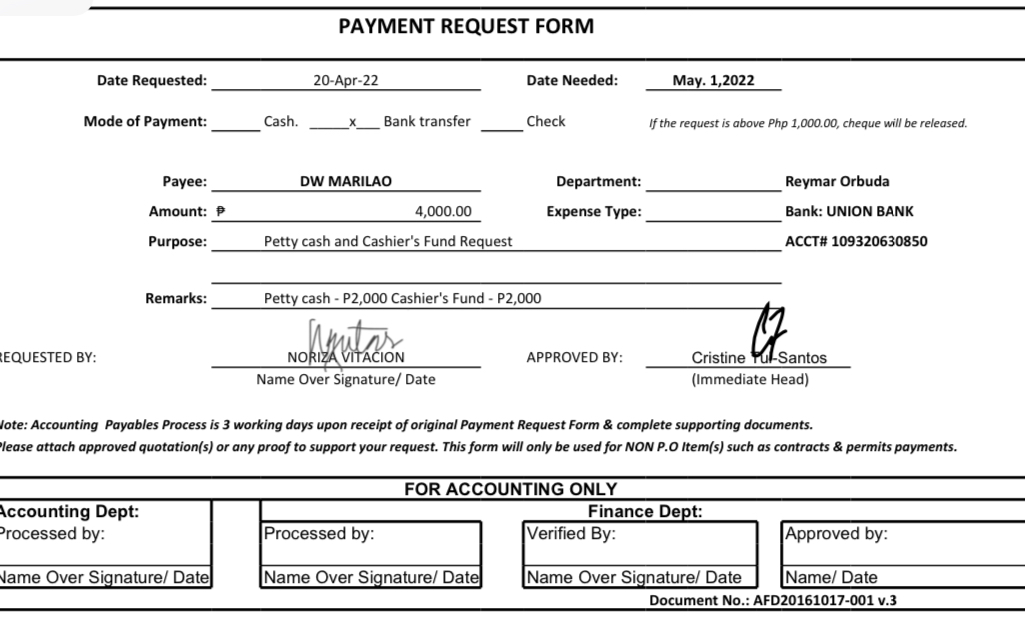 PAYMENT REQUEST FORM
Date Requested: 20-Apr-22 Date Needed: May. 1,2022
Mode of Payment: ______ Cash. _____x___ Bank transfer _____ Check If the request is above Php 1,000.00, cheque will be released.
Payee: DW MARILAO Department: Reymar Orbuda
Amount: ₱ 4,000.00 Expense Type: Bank: UNION BANK
Purpose: Petty cash and Cashier's Fund Request ACCT# 109320630850
Remarks: Petty cash - P2,000 Cashier's Fund - P2,000
REQUESTED BY: NORIZA VITACION APPROVED BY: Cristine Santos
Name Over Signature/ Date (Immediate Head)
Note: Accounting Payables Process is 3 working days upon receipt of original Payment Request Form & complete supporting documents.
Please attach approved quotation(s) or any proof to support your request. This form will only be used for NON P.O Item(s) such as contracts & permits payments.
FOR ACCOUNTING ONLY
Accounting Dept: Finance Dept:
Processed by: Processed by: Verified By: Approved by:
Name Over Signature/ Date Name Over Signature/ Date Name Over Signature/ Date Name/ Date
Document No.: AFD20161017-001 v.3